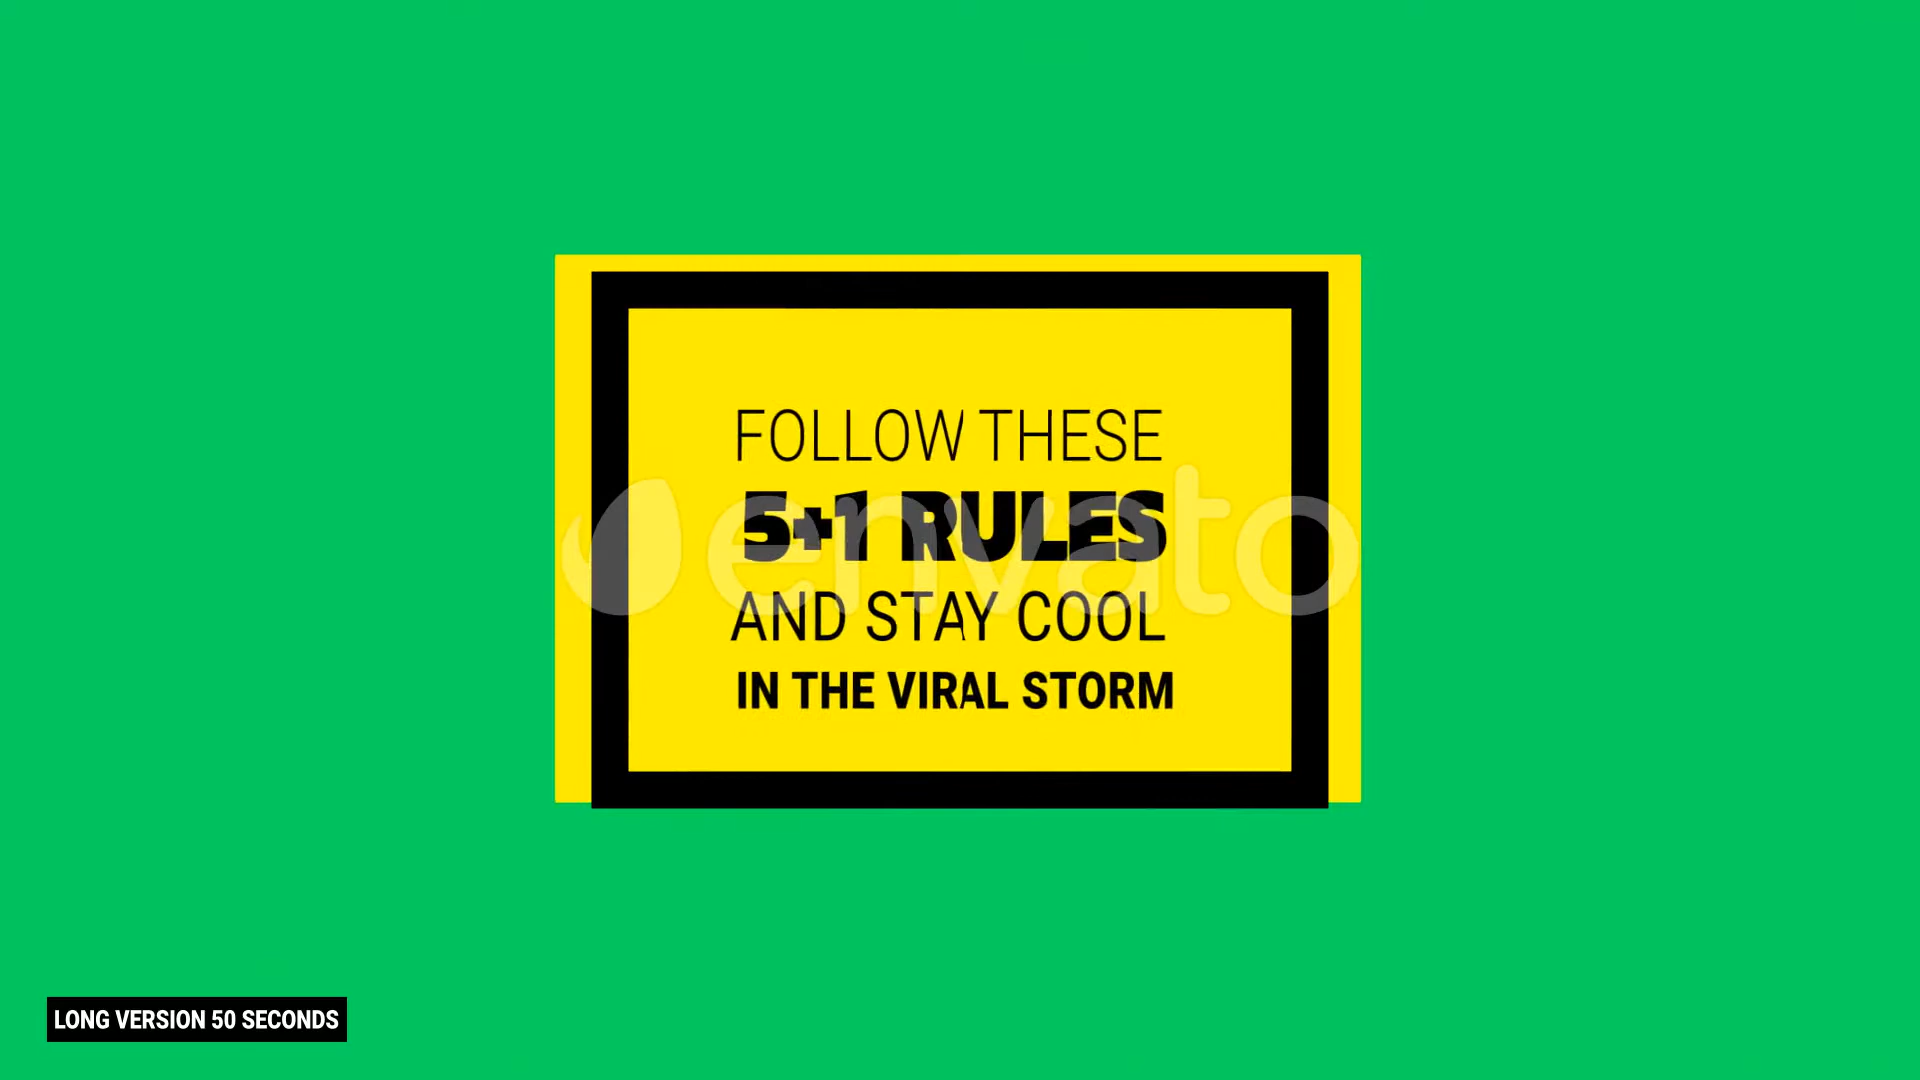 FOLLOW THESE
5+1 RULES
envato
AND STAY COOL
IN THE VIRAL STORM
LONG VERSION 50 SECONDS